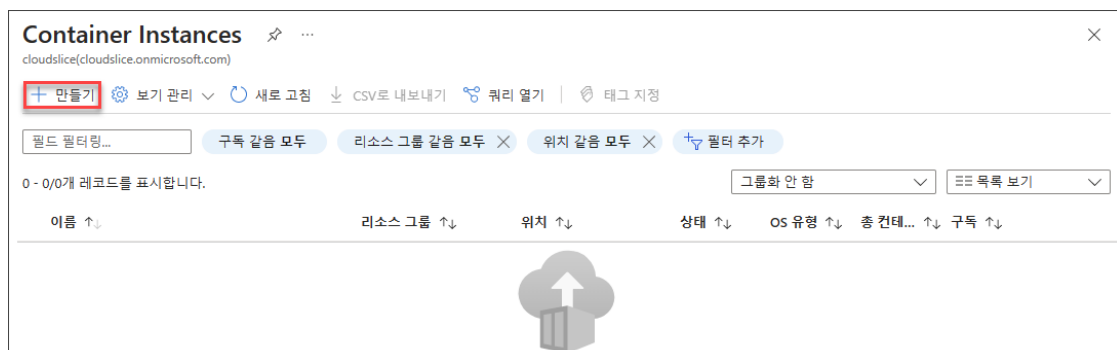 Container Instances
cloudslice(cloudslice.onmicrosoft.com)
만들기 보기 관리 새로 고침 CSV로 내보내기 쿼리 열기 태그 지정
필드 필터링... 구독 같음 모두 리소스 그룹 같음 모두 위치 같음 모두 필터 추가
0 - 0/0개 레코드를 표시합니다. 그룹화 안 함 목록 보기
이름 리소스 그룹 위치 상태 OS 유형 총 컨테... 구독